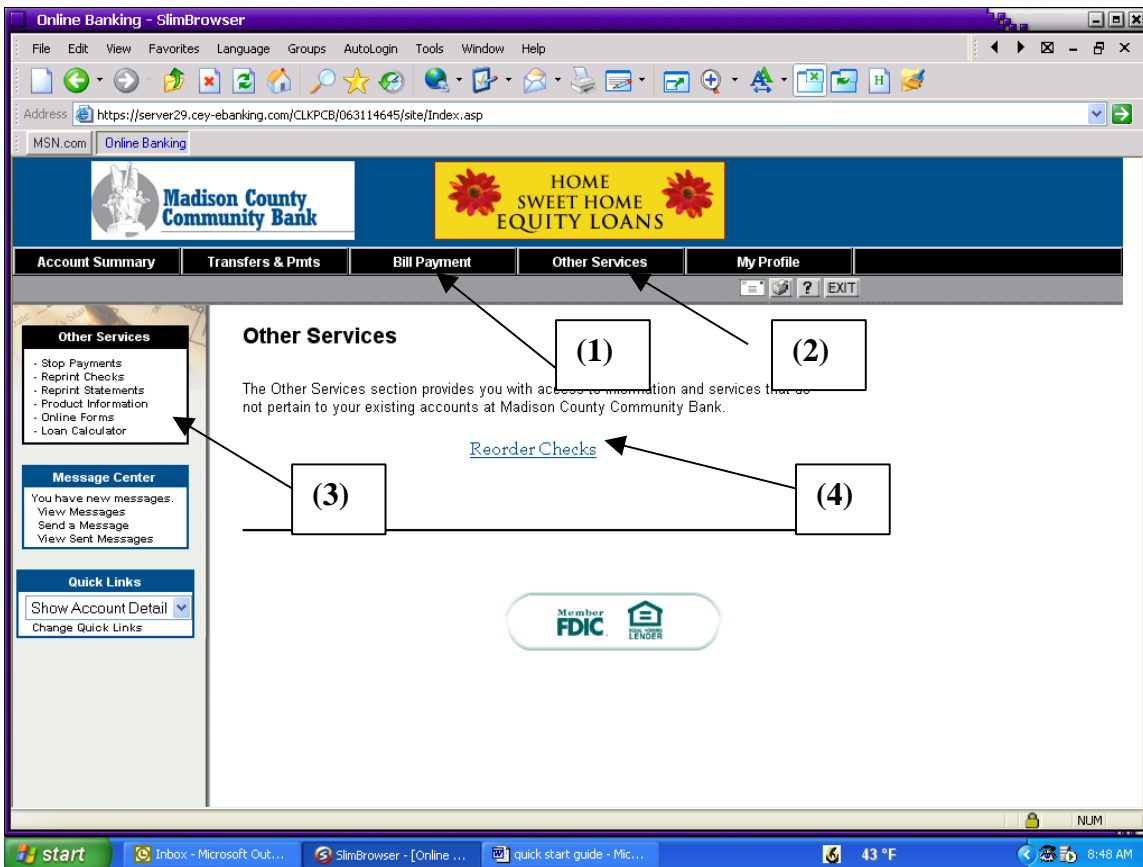 Online Banking - SlimBrowser
File Edit View Favorites Language Groups AutoLogin Tools Window Help
Address https://server29.cey-ebanking.com/CLKPCB/063114645/site/Index.asp
MSN.com Online Banking
Madison County
Community Bank
HOME
SWEET HOME
EQUITY LOANS
Account Summary Transfers & Pmts Bill Payment Other Services My Profile
? EXIT
Other Services
- Stop Payments
- Reprint Checks
- Reprint Statements
- Product Information
- Online Forms
- Loan Calculator
Message Center
You have new messages.
View Messages
Send a Message
View Sent Messages
Quick Links
Show Account Detail
Change Quick Links
Other Services
(1)
(2)
The Other Services section provides you with access to information and services that do
not pertain to your existing accounts at Madison County Community Bank.
Reorder Checks
(3)
(4)
Member
FDIC
EQUAL HOUSING
LENDER
NUM
start Inbox - Microsoft Out... SlimBrowser - [Online ... quick start guide - Mic... 6 43 °F 8:48 AM